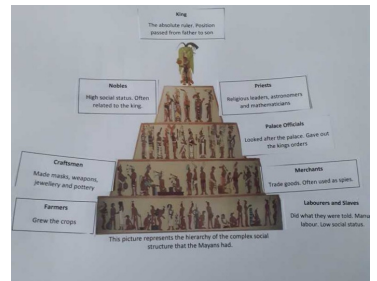 King
The absolute ruler. Position
passed from father to son
Nobles
High social status. Often
related to the king.
Priests
Religious leaders, astronomers
and mathematicians.
Palace Officials
Looked after the palace. Gave out
the kings orders
Craftsmen
Made masks, weapons,
jewellery and pottery
Merchants
Trade goods. Often used as spies.
Farmers
Grew the crops
Labourers and Slaves
Did what they were told. Manu
labour. Low social status.
This picture represents the hierarchy of the complex social
structure that the Mayans had.